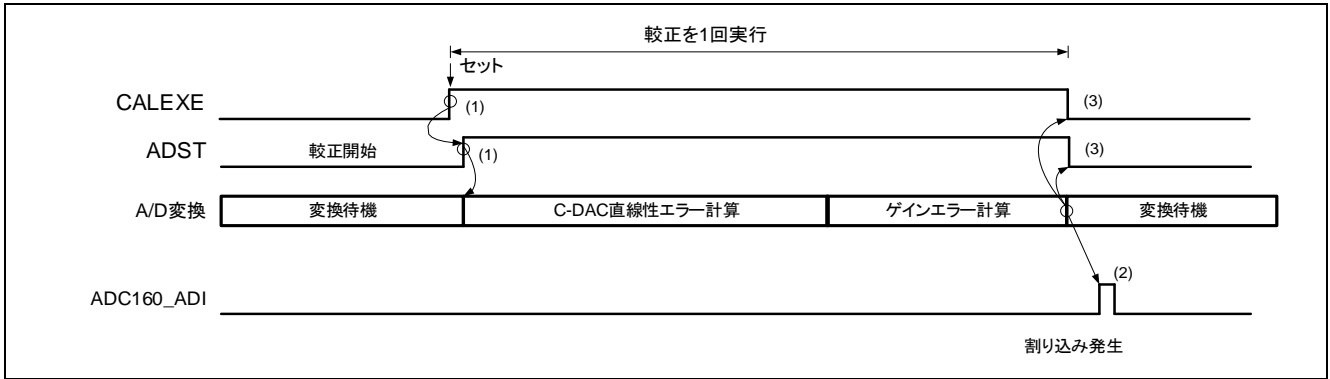 較正を1回実行
セット
CALEXE (1) (3)
ADST 較正開始 (1) (3)
A/D変換 変換待機 C-DAC直線性エラー計算 ゲインエラー計算 変換待機
(2)
ADC160_ADI
割り込み発生